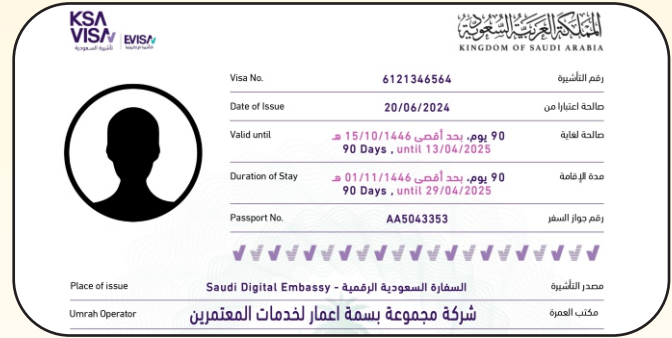 KSA
VISA
تأشيرة السعودية
EVISA
المملكة العربية السعودية
KINGDOM OF SAUDI ARABIA
Visa No. 6121346564 رقم التأشيرة
Date of Issue 20/06/2024 صالحة اعتبارا من
Valid until 90 يوم، بحد أقصى 15/10/1446 هـ صالحة لغاية
90 Days , until 13/04/2025
Duration of Stay 90 يوم، بحد أقصى 01/11/1446 هـ مدة الإقامة
90 Days , until 29/04/2025
Passport No. AA5043353 رقم جواز السفر
Place of issue السفارة السعودية الرقمية - Saudi Digital Embassy مصدر التأشيرة
Umrah Operator شركة مجموعة بسمة اعمار لخدمات المعتمرين مكتب العمرة